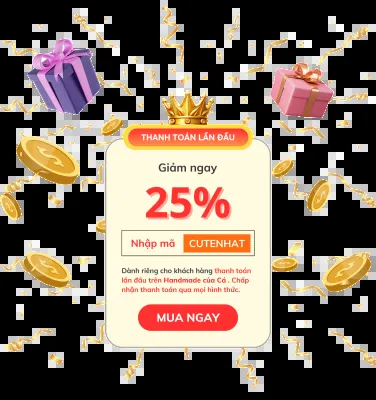 THANH TOÁN LẦN ĐẦU
Giảm ngay
25%
Nhập mã CUTENHAT
Dành riêng cho khách hàng thanh toán
lần đầu trên Handmade của Cá . Chấp
nhận thanh toán qua mọi hình thức.
MUA NGAY